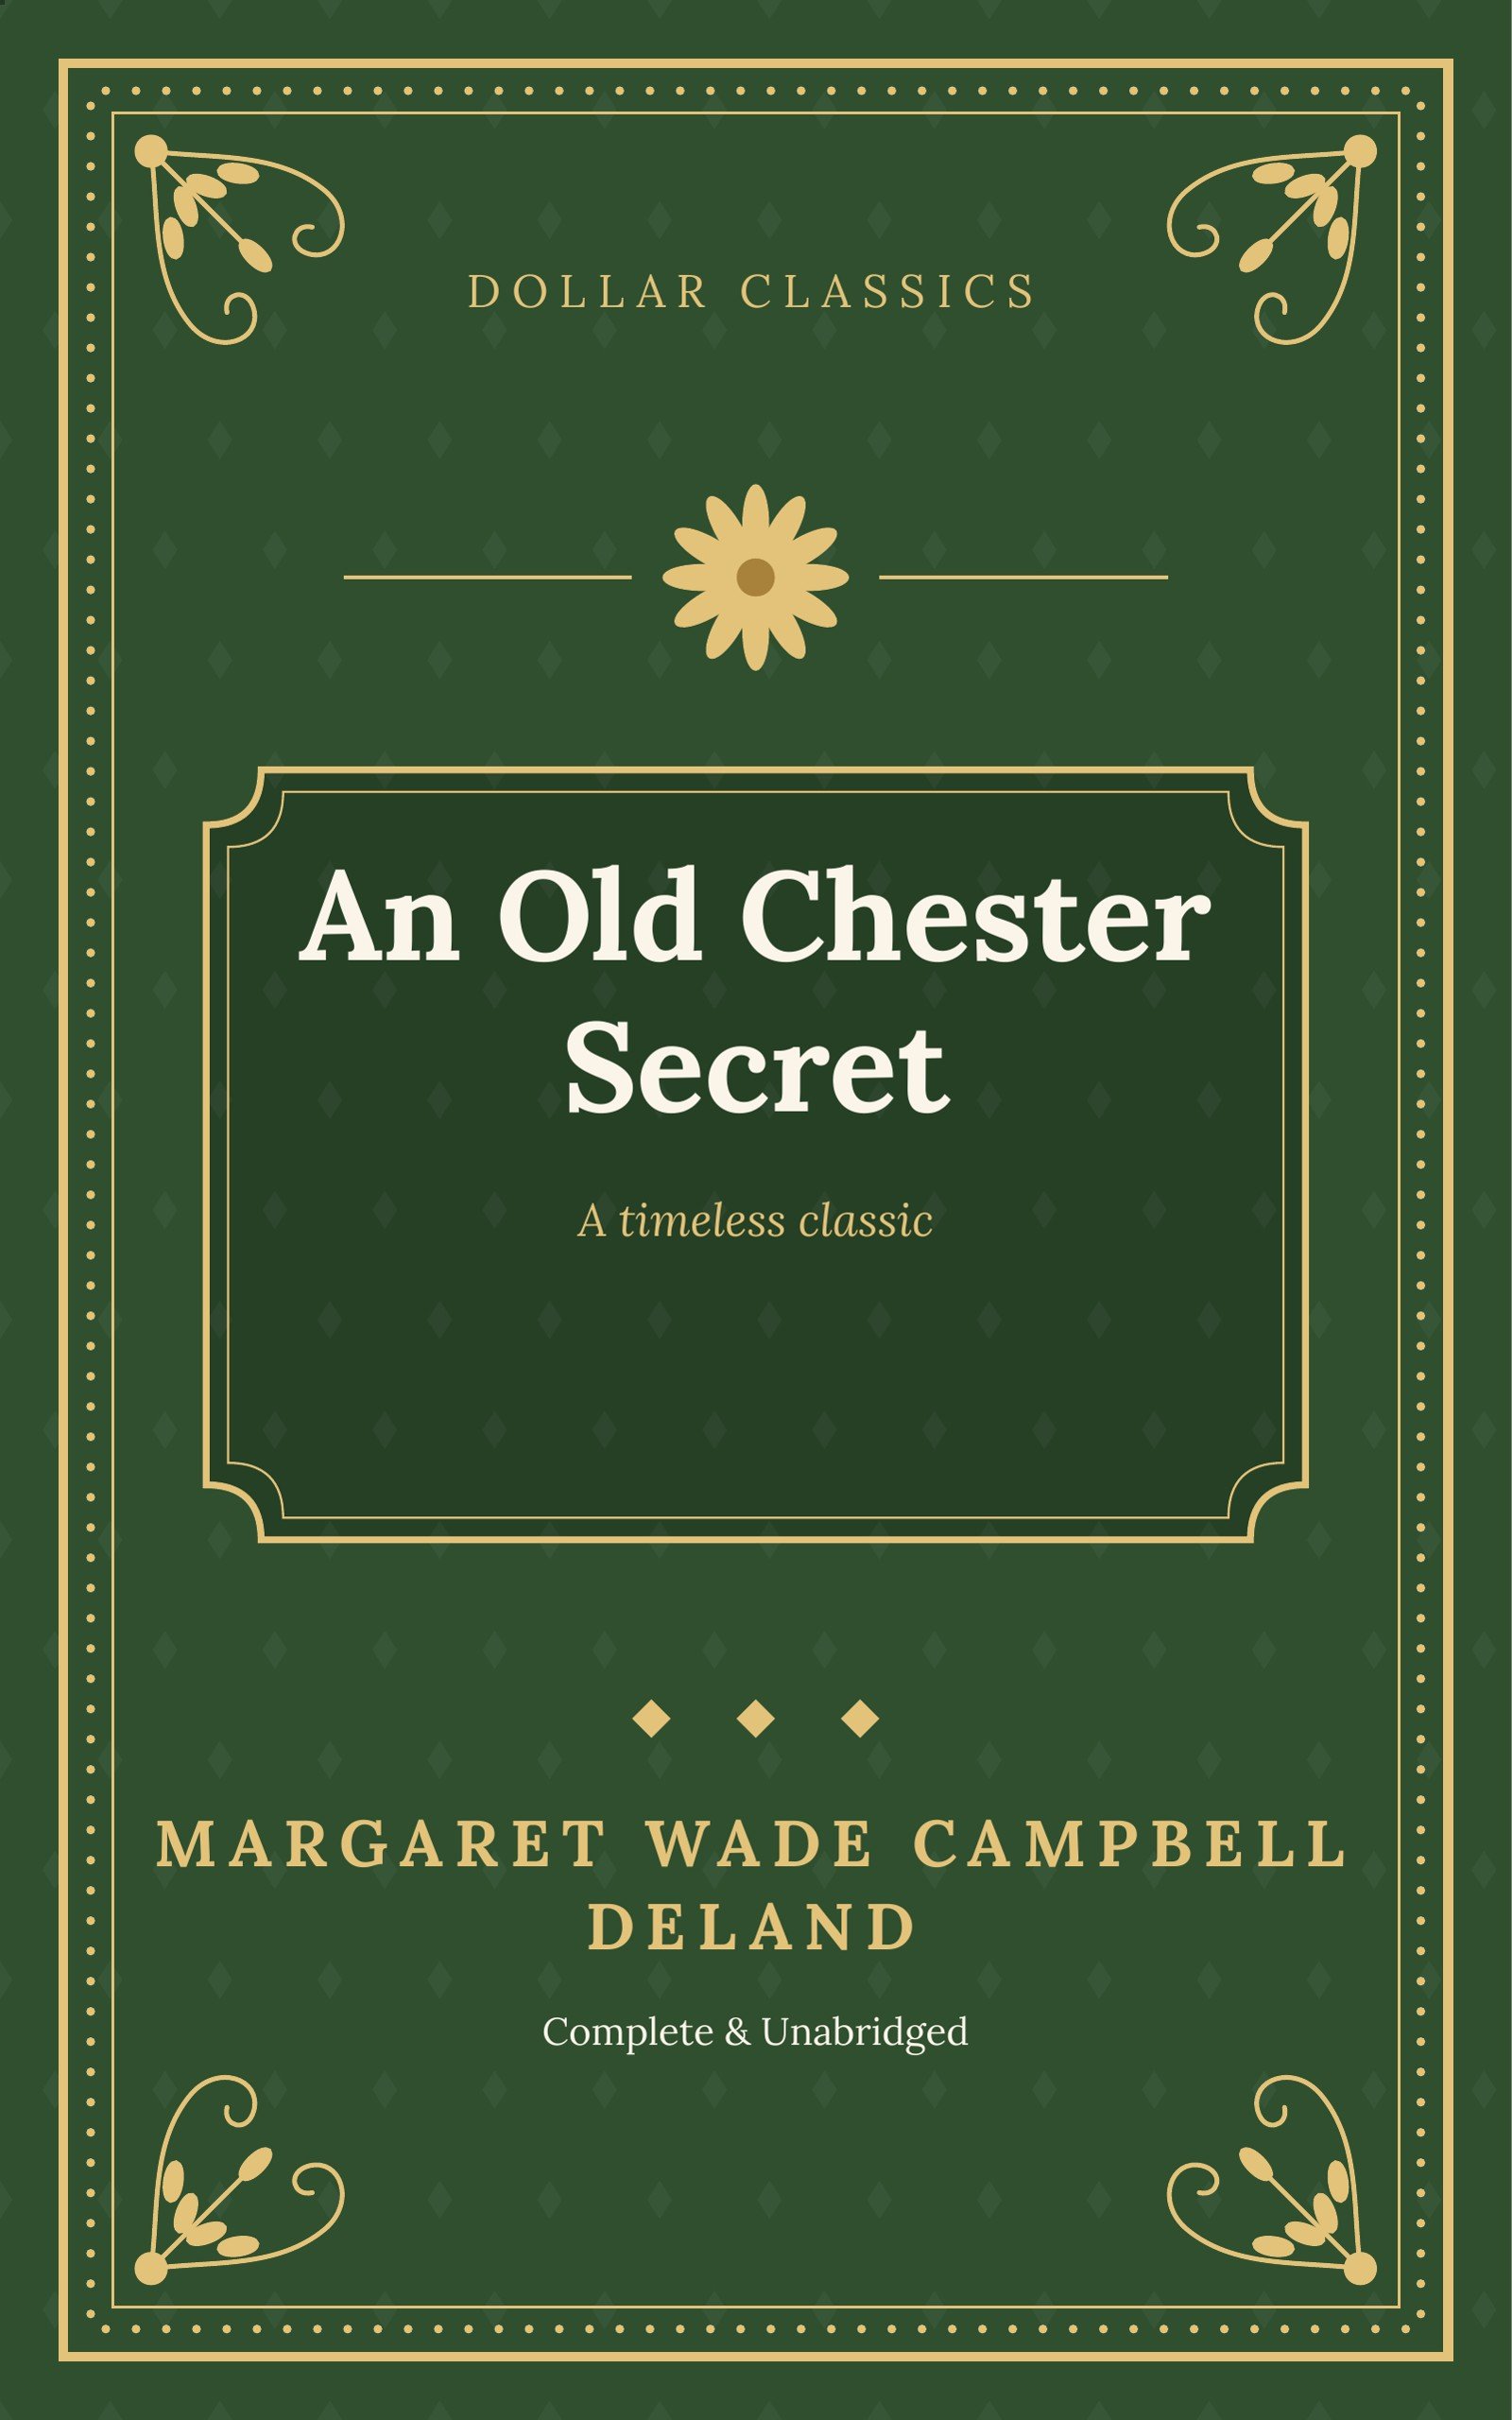 DOLLAR CLASSICS
An Old Chester
Secret
A timeless classic
MARGARET WADE CAMPBELL
DELAND
Complete & Unabridged